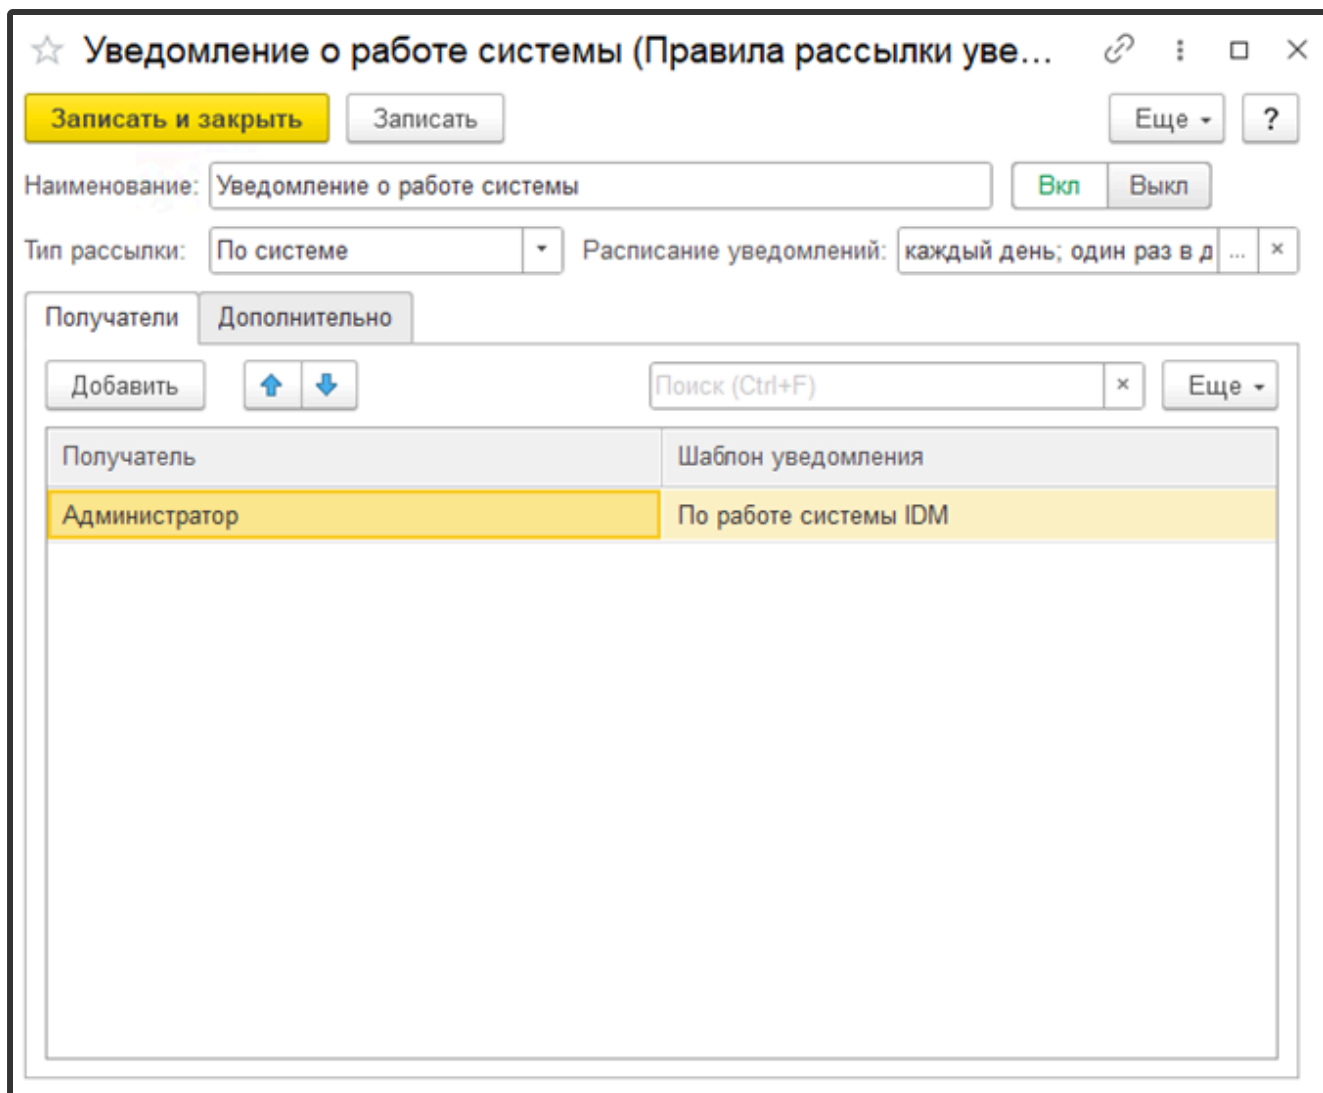 Уведомление о работе системы (Правила рассылки уве...
Записать и закрыть Записать Еще ?
Наименование: Уведомление о работе системы Вкл Выкл
Тип рассылки: По системе Расписание уведомлений: каждый день; один раз в д ... ×
Получатели Дополнительно
Добавить Поиск (Ctrl+F) × Еще
Получатель Шаблон уведомления
Администратор По работе системы IDM